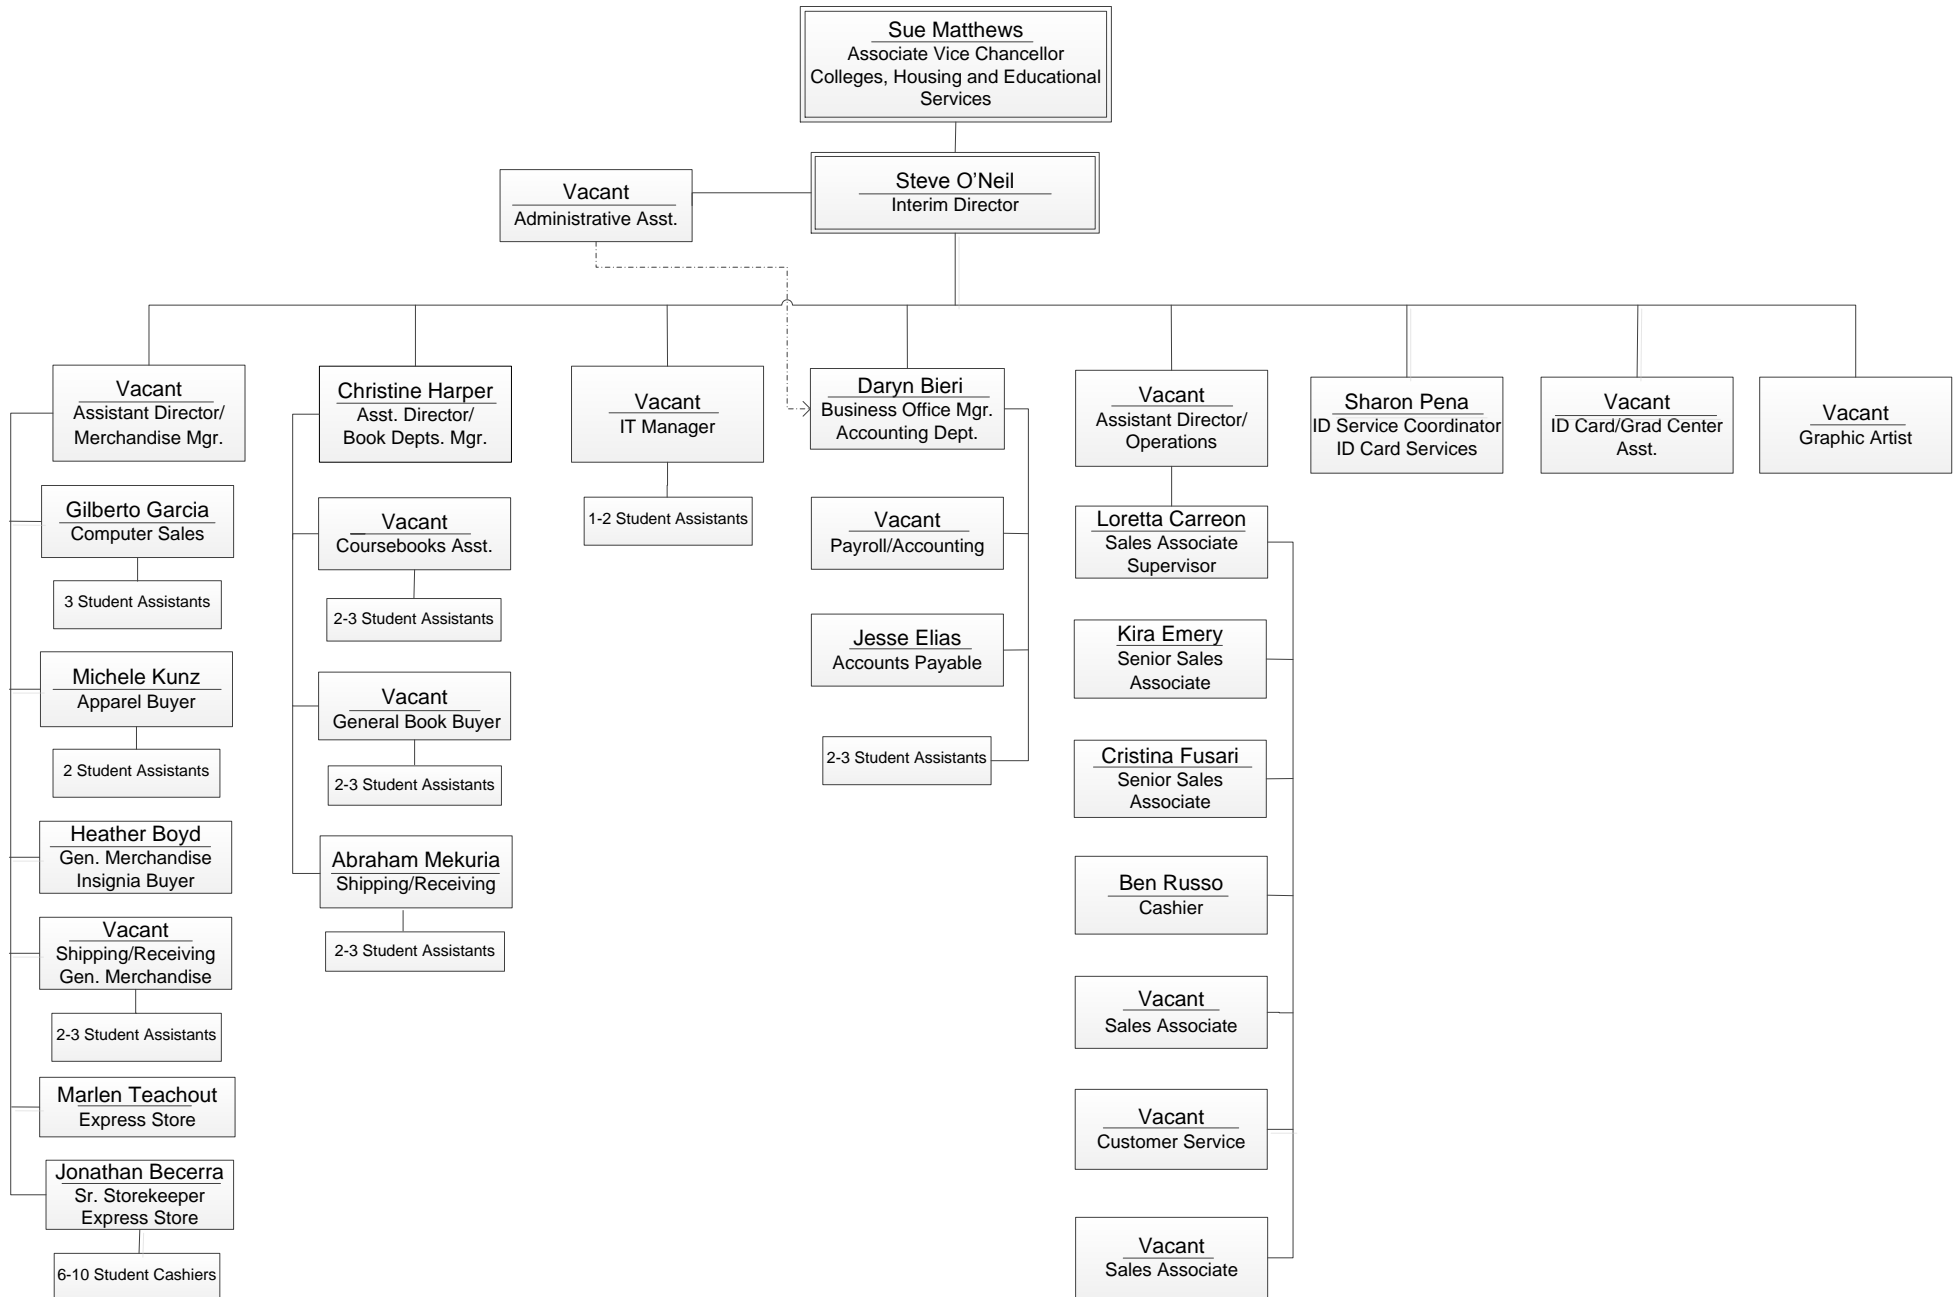 Sue Matthews
Associate Vice Chancellor
Colleges, Housing and Educational
Services
Steve O’Neil
Interim Director
Vacant
Administrative Asst.
Vacant
Assistant Director/
Merchandise Mgr.
Gilberto Garcia
Computer Sales
3 Student Assistants
Michele Kunz
Apparel Buyer
2 Student Assistants
Heather Boyd
Gen. Merchandise
Insignia Buyer
Vacant
Shipping/Receiving
Gen. Merchandise
2-3 Student Assistants
Marlen Teachout
Express Store
Jonathan Becerra
Sr. Storekeeper
Express Store
6-10 Student Cashiers
Christine Harper
Asst. Director/
Book Depts. Mgr.
Vacant
Coursebooks Asst.
2-3 Student Assistants
Vacant
General Book Buyer
2-3 Student Assistants
Abraham Mekuria
Shipping/Receiving
2-3 Student Assistants
Vacant
IT Manager
1-2 Student Assistants
Daryn Bieri
Business Office Mgr.
Accounting Dept.
Vacant
Payroll/Accounting
Jesse Elias
Accounts Payable
2-3 Student Assistants
Vacant
Assistant Director/
Operations
Loretta Carreon
Sales Associate
Supervisor
Kira Emery
Senior Sales
Associate
Cristina Fusari
Senior Sales
Associate
Ben Russo
Cashier
Vacant
Sales Associate
Vacant
Customer Service
Vacant
Sales Associate
Sharon Pena
ID Service Coordinator
ID Card Services
Vacant
ID Card/Grad Center
Asst.
Vacant
Graphic Artist